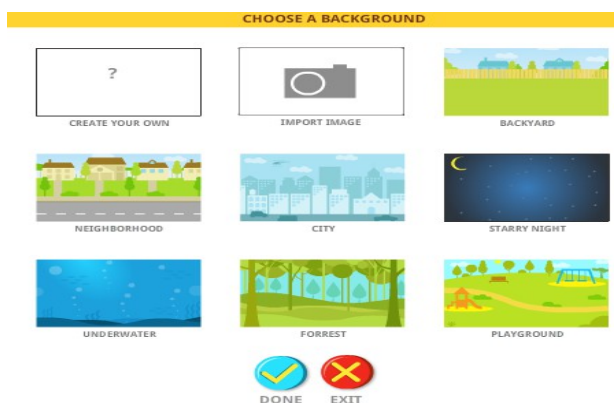 CHOOSE A BACKGROUND
?
CREATE YOUR OWN
IMPORT IMAGE
BACKYARD
NEIGHBORHOOD
CITY
STARRY NIGHT
UNDERWATER
FORREST
PLAYGROUND
DONE
EXIT